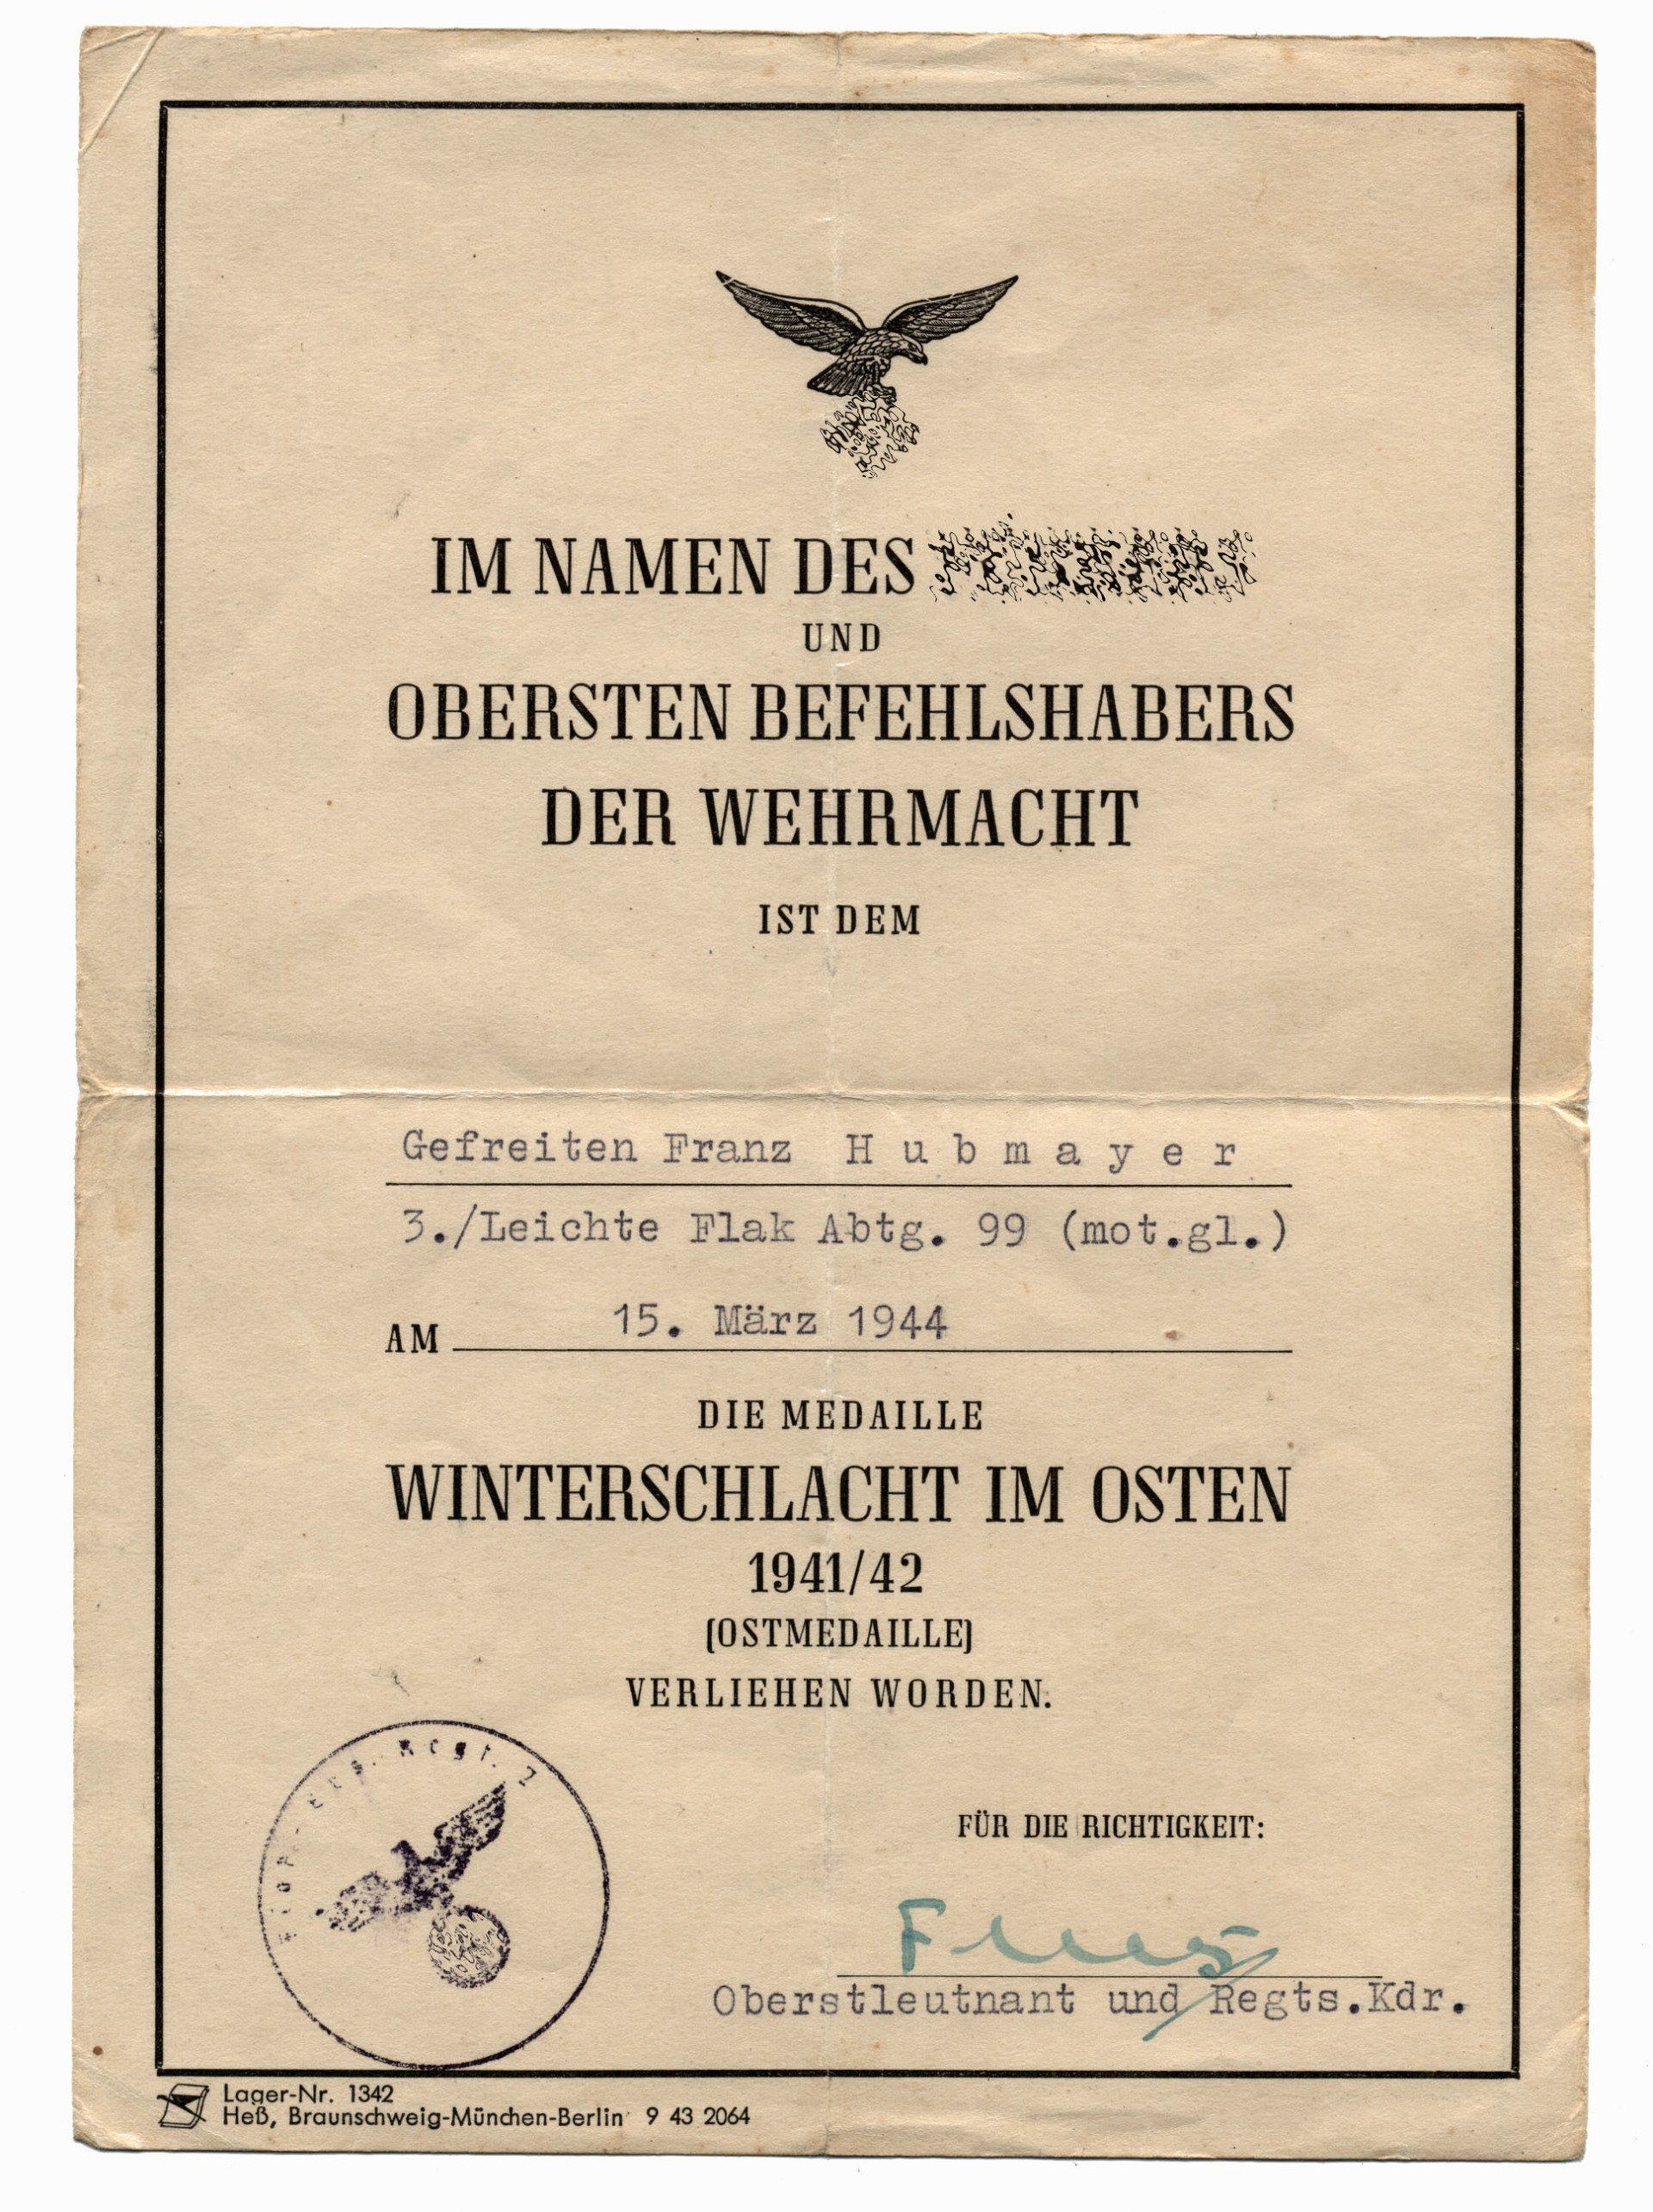 IM NAMEN DES
UND
OBERSTEN BEFEHLSHABERS
DER WEHRMACHT
IST DEM
Gefreiten Franz H u b m a y e r
3./Leichte Flak Abtg. 99 (mot.gl.)
AM 15. März 1944
DIE MEDAILLE
WINTERSCHLACHT IM OSTEN
1941/42
(OSTMEDAILLE)
VERLIEHEN WORDEN.
Regt. 2
FÜR DIE RICHTIGKEIT:
Oberstleutnant und Regts.Kdr.
Lager-Nr. 1342
Heß, Braunschweig-München-Berlin 9 43 2064